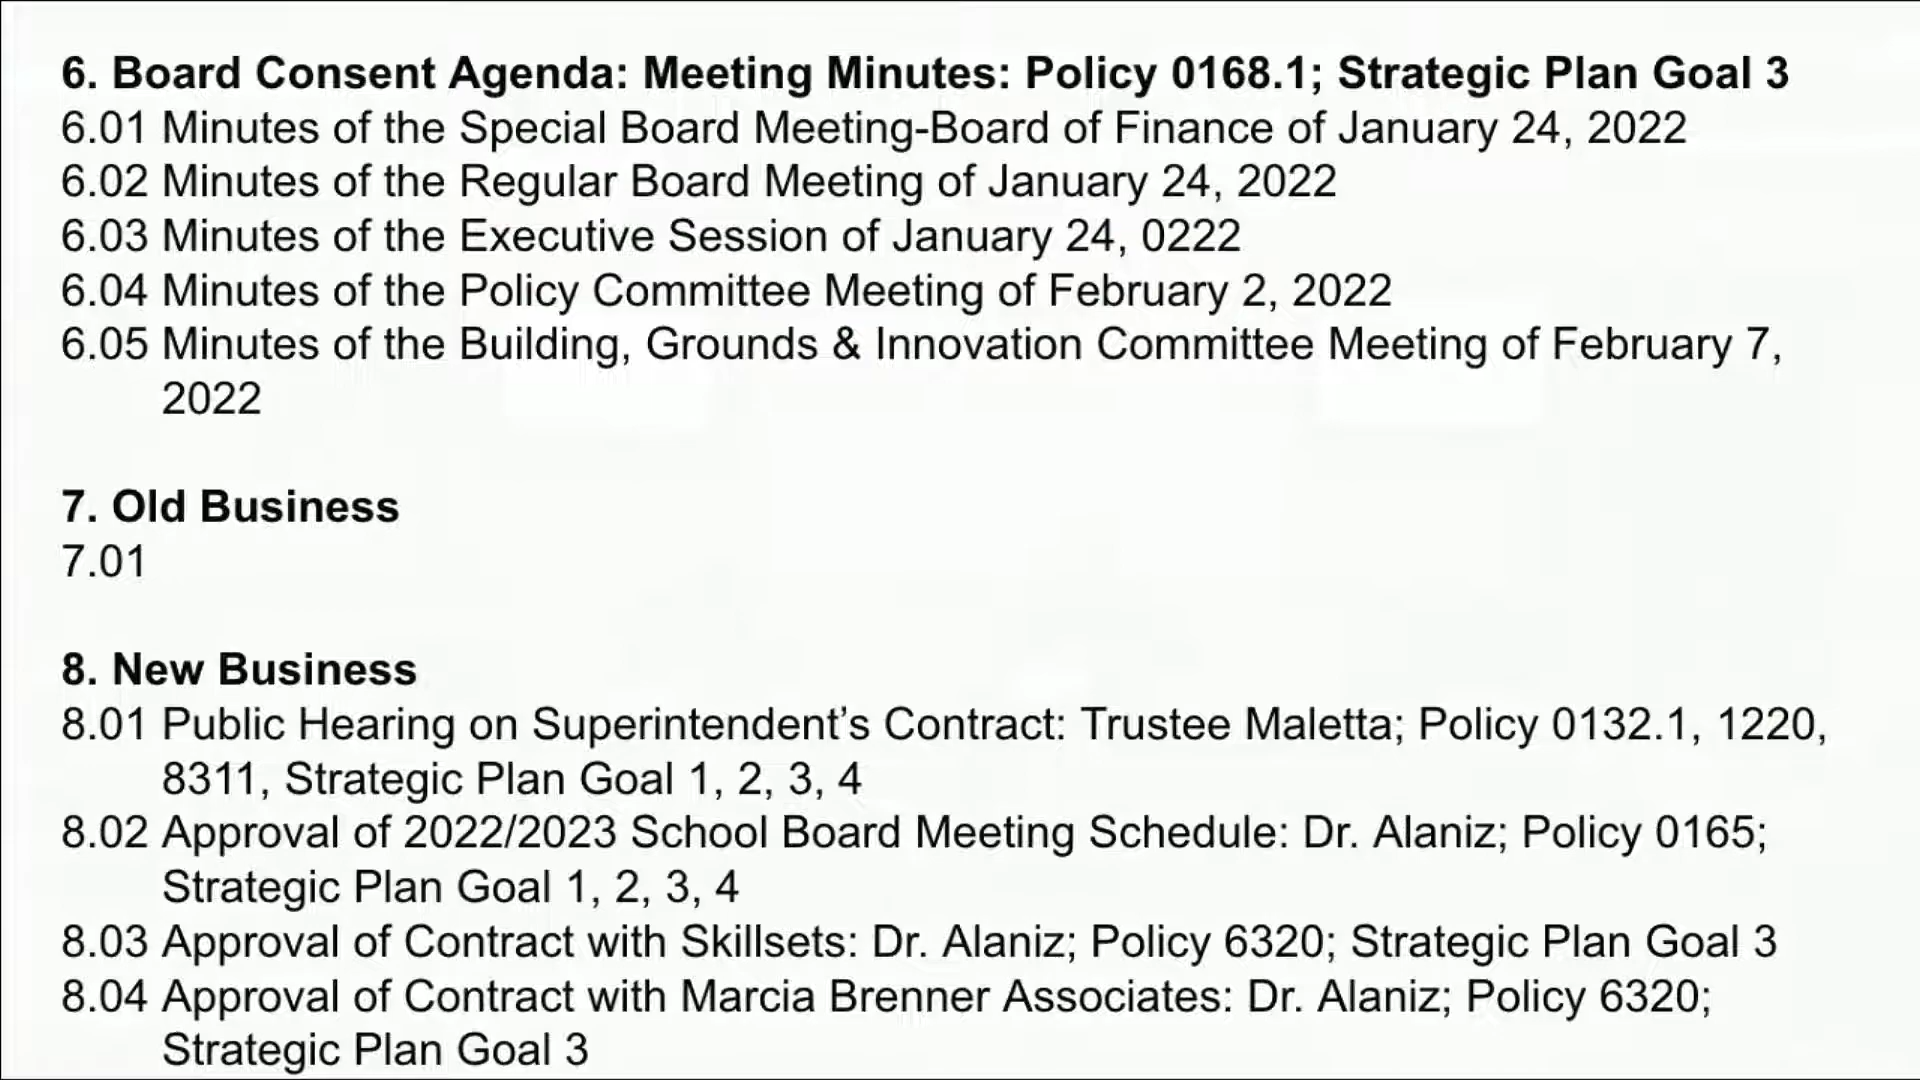 6. Board Consent Agenda: Meeting Minutes: Policy 0168.1; Strategic Plan Goal 3
6.01 Minutes of the Special Board Meeting-Board of Finance of January 24, 2022
6.02 Minutes of the Regular Board Meeting of January 24, 2022
6.03 Minutes of the Executive Session of January 24, 0222
6.04 Minutes of the Policy Committee Meeting of February 2, 2022
6.05 Minutes of the Building, Grounds & Innovation Committee Meeting of February 7,
2022
7. Old Business
7.01
8. New Business
8.01 Public Hearing on Superintendent’s Contract: Trustee Maletta; Policy 0132.1, 1220,
8311, Strategic Plan Goal 1, 2, 3, 4
8.02 Approval of 2022/2023 School Board Meeting Schedule: Dr. Alaniz; Policy 0165;
Strategic Plan Goal 1, 2, 3, 4
8.03 Approval of Contract with Skillsets: Dr. Alaniz; Policy 6320; Strategic Plan Goal 3
8.04 Approval of Contract with Marcia Brenner Associates: Dr. Alaniz; Policy 6320;
Strategic Plan Goal 3